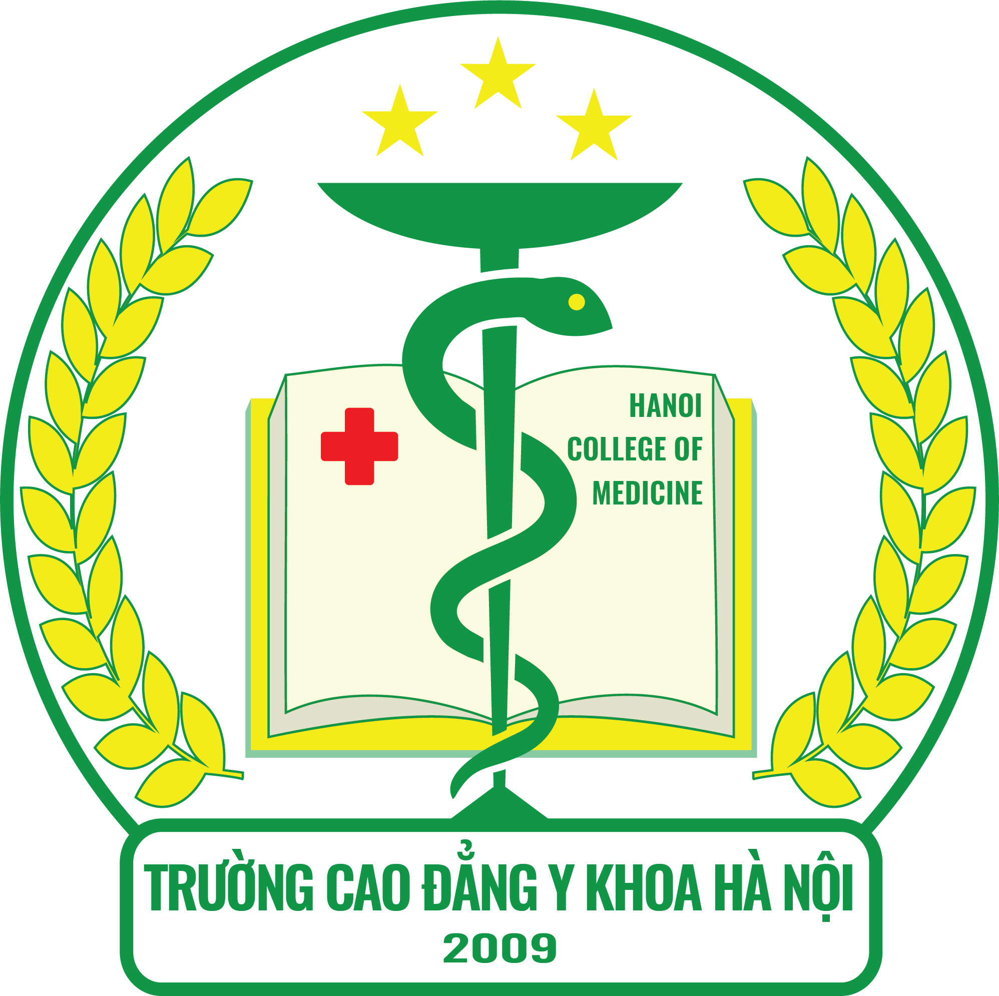 HANOI
COLLEGE OF
MEDICINE
TRƯỜNG CAO ĐẲNG Y KHOA HÀ NỘI
2009